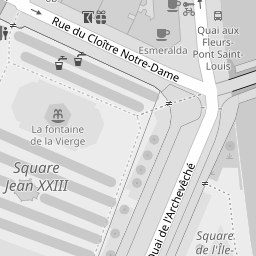 Rue du Cloître Notre-Dame
Esmeralda
Quai aux
Fleurs-
Pont Saint-
Louis
La fontaine
de la Vierge
Square
Jean XXIII
Quai de l'Archevêché
Square
de l'Île-